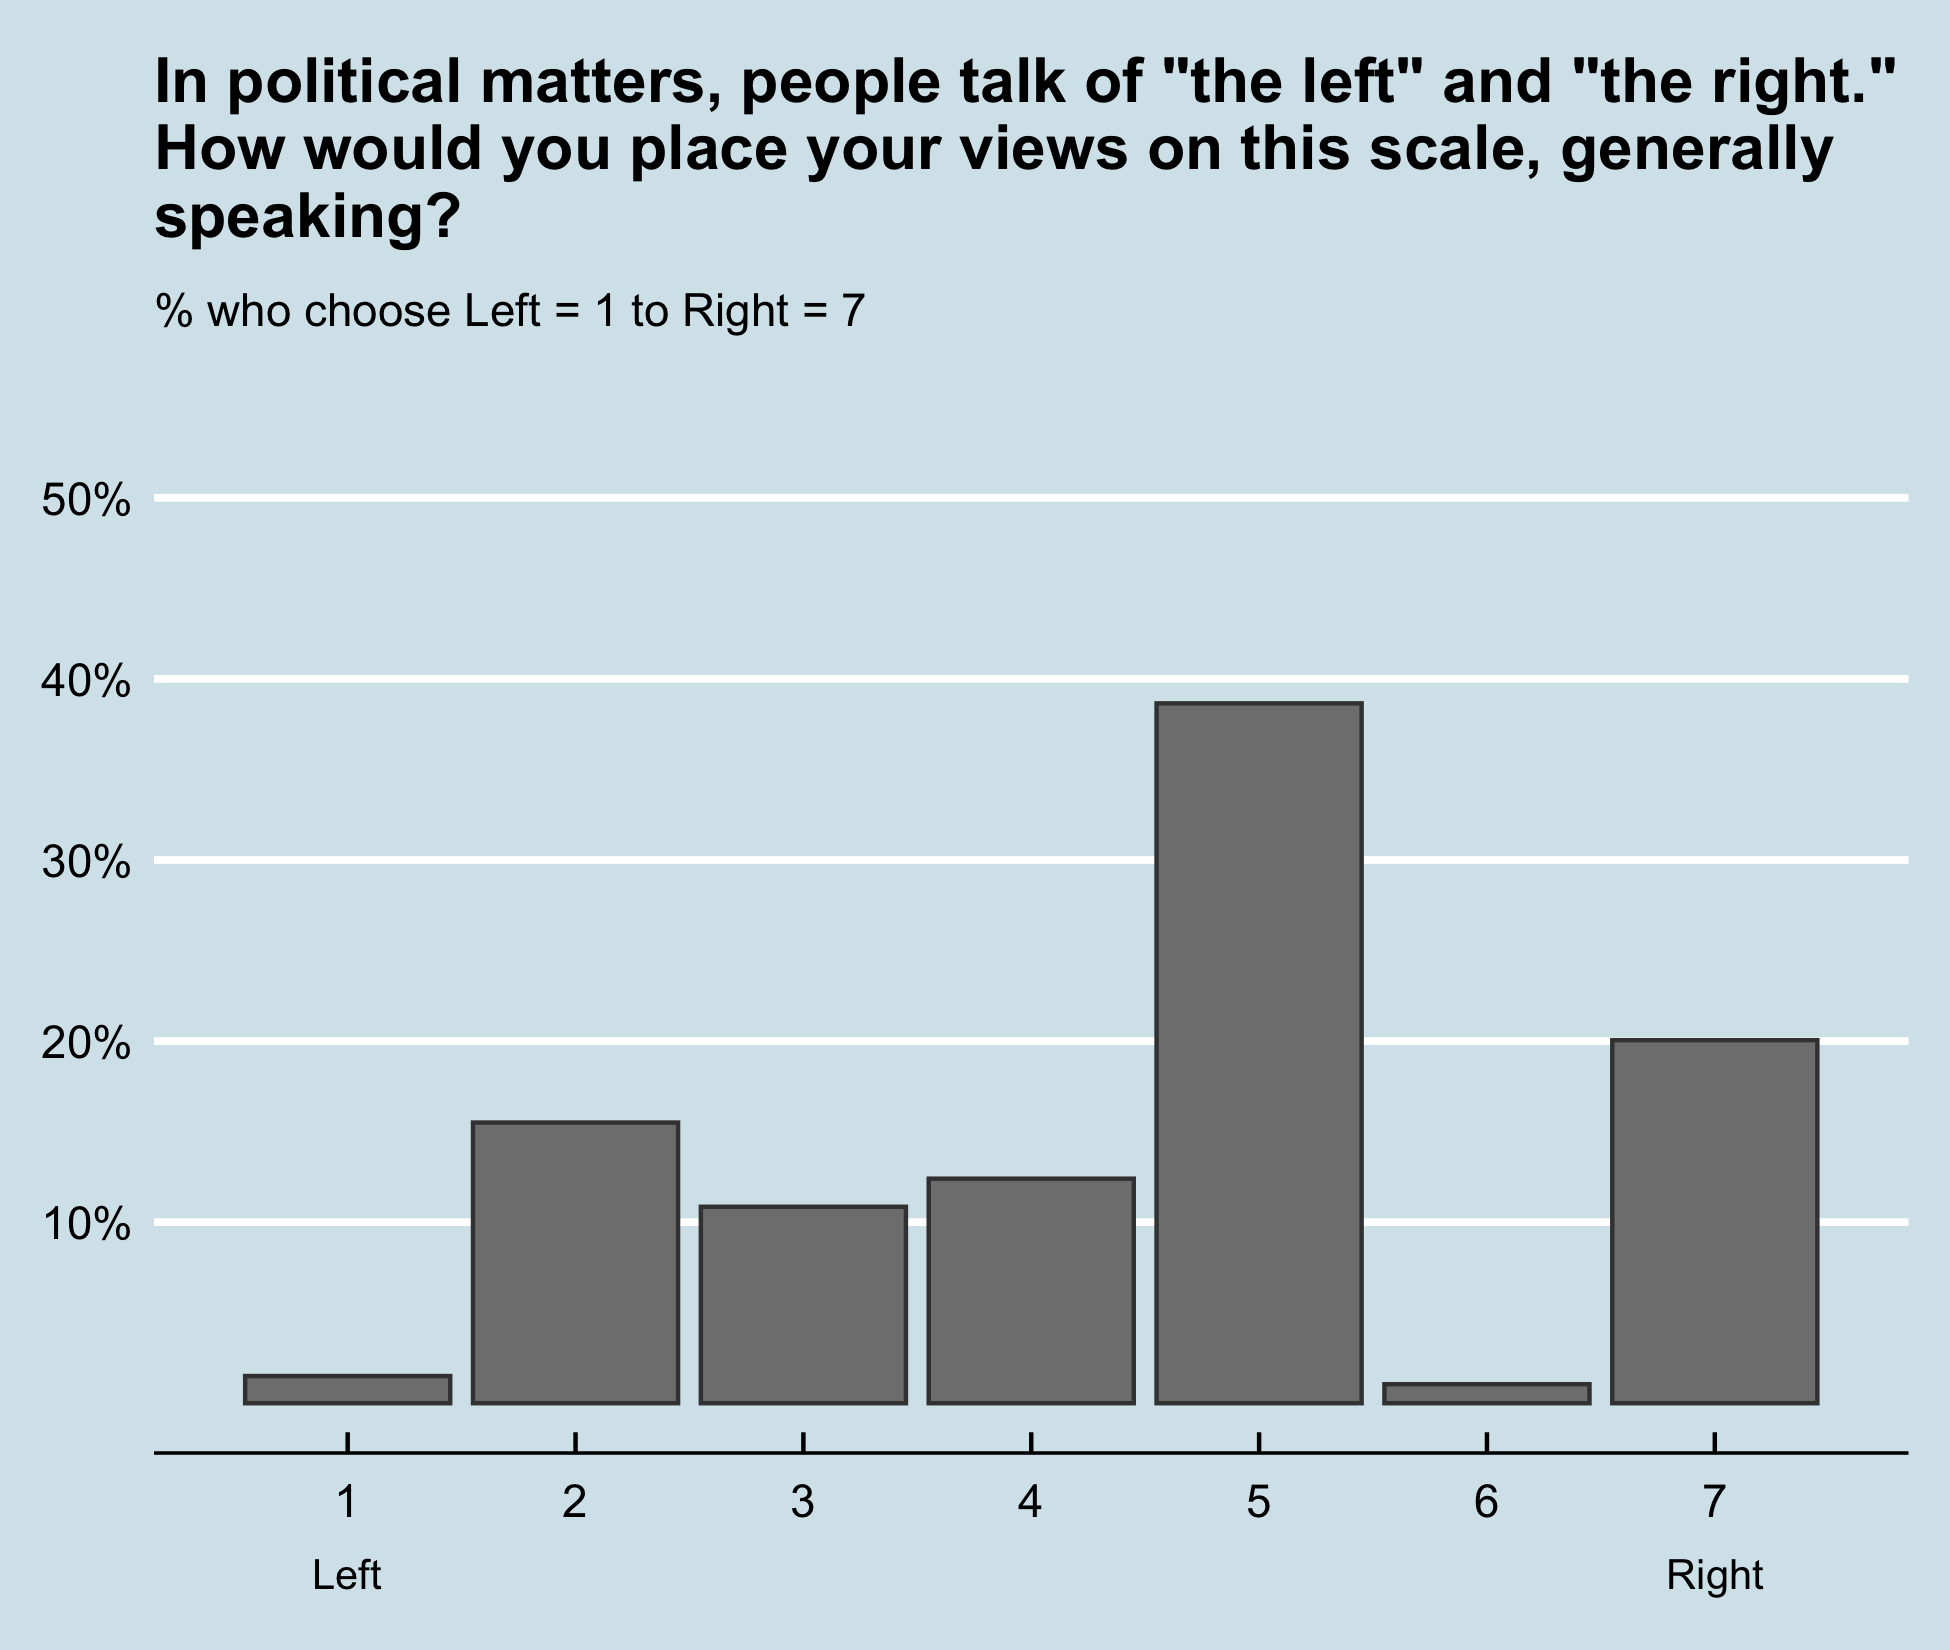 In political matters, people talk of "the left" and "the right."
How would you place your views on this scale, generally
speaking?
% who choose Left = 1 to Right = 7
50%
40%
30%
20%
10%
1 2 3 4 5 6 7
Left Right